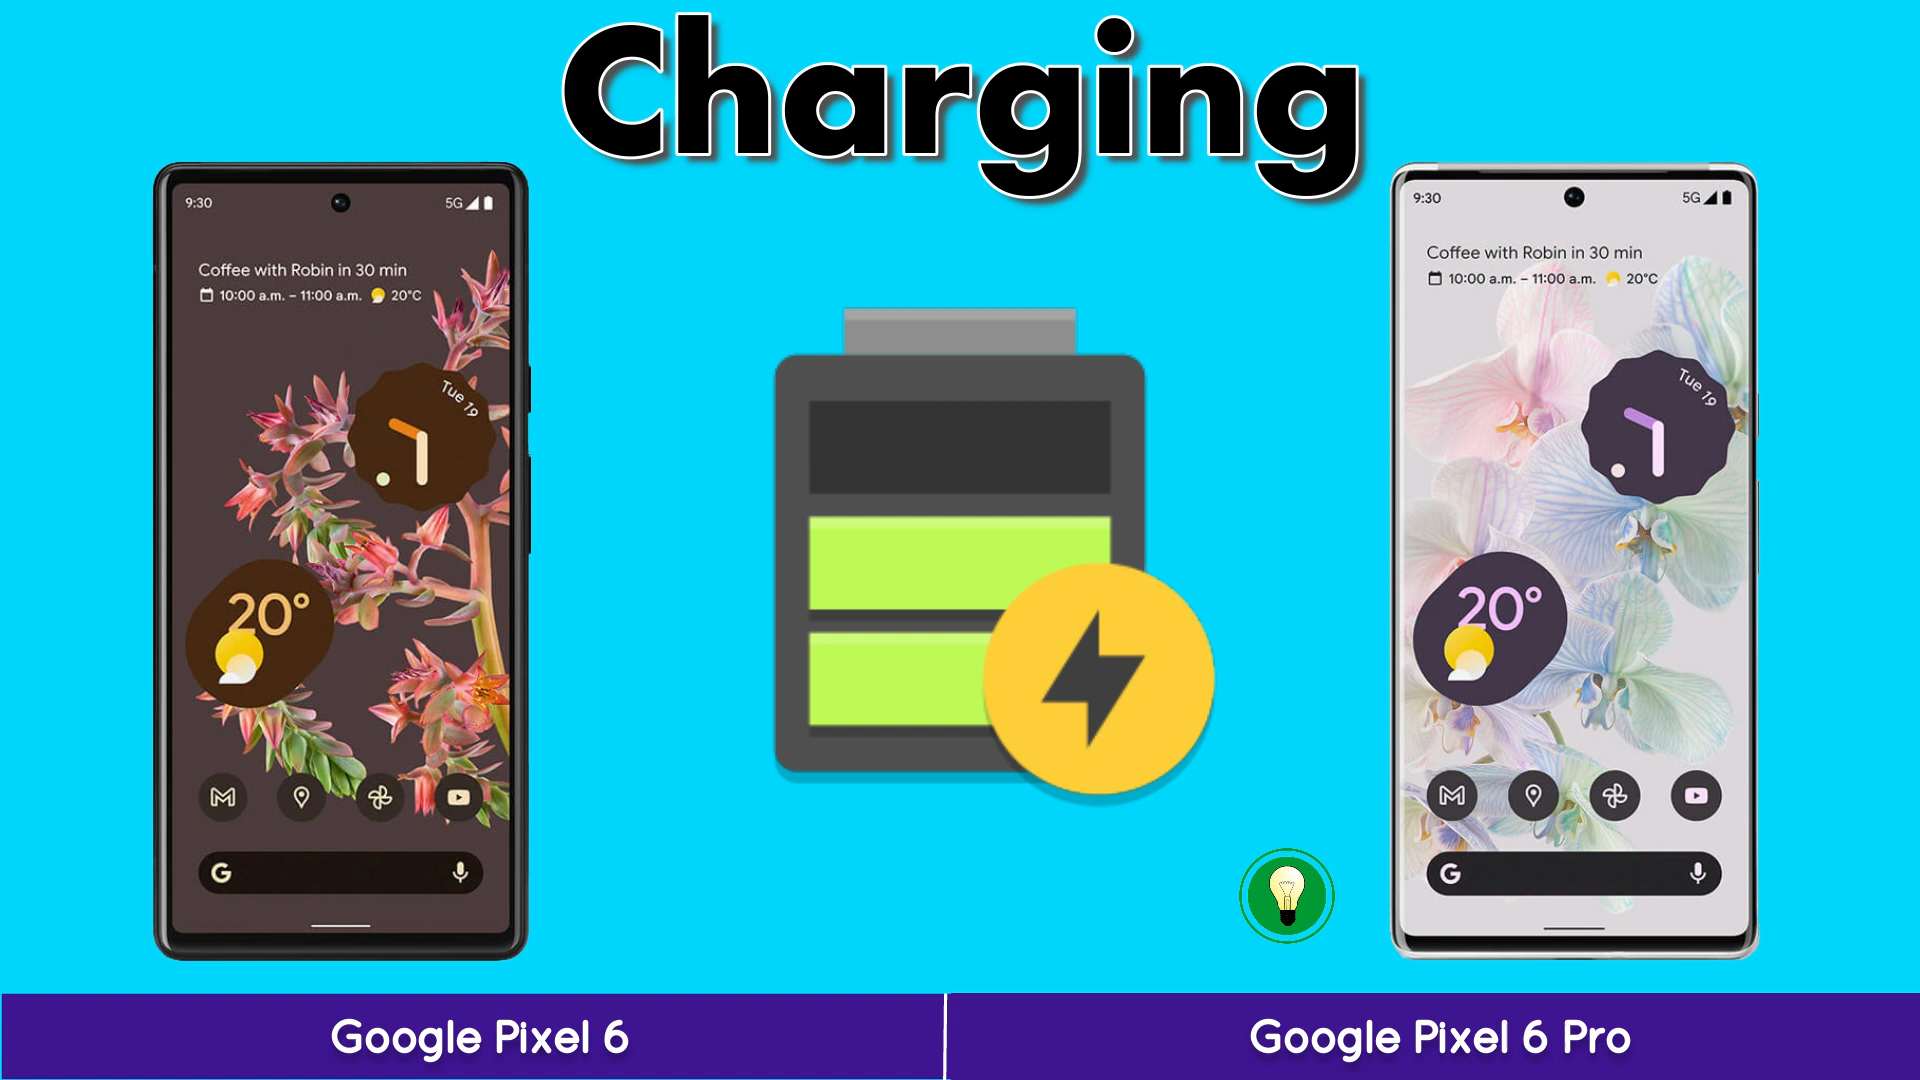 Charging
9:30
5G
Coffee with Robin in 30 min
10:00 a.m. – 11:00 a.m. 20°C
Tue 19
20°
G
9:30
5G
Coffee with Robin in 30 min
10:00 a.m. – 11:00 a.m. 20°C
Tue 19
20°
G
Google Pixel 6
Google Pixel 6 Pro